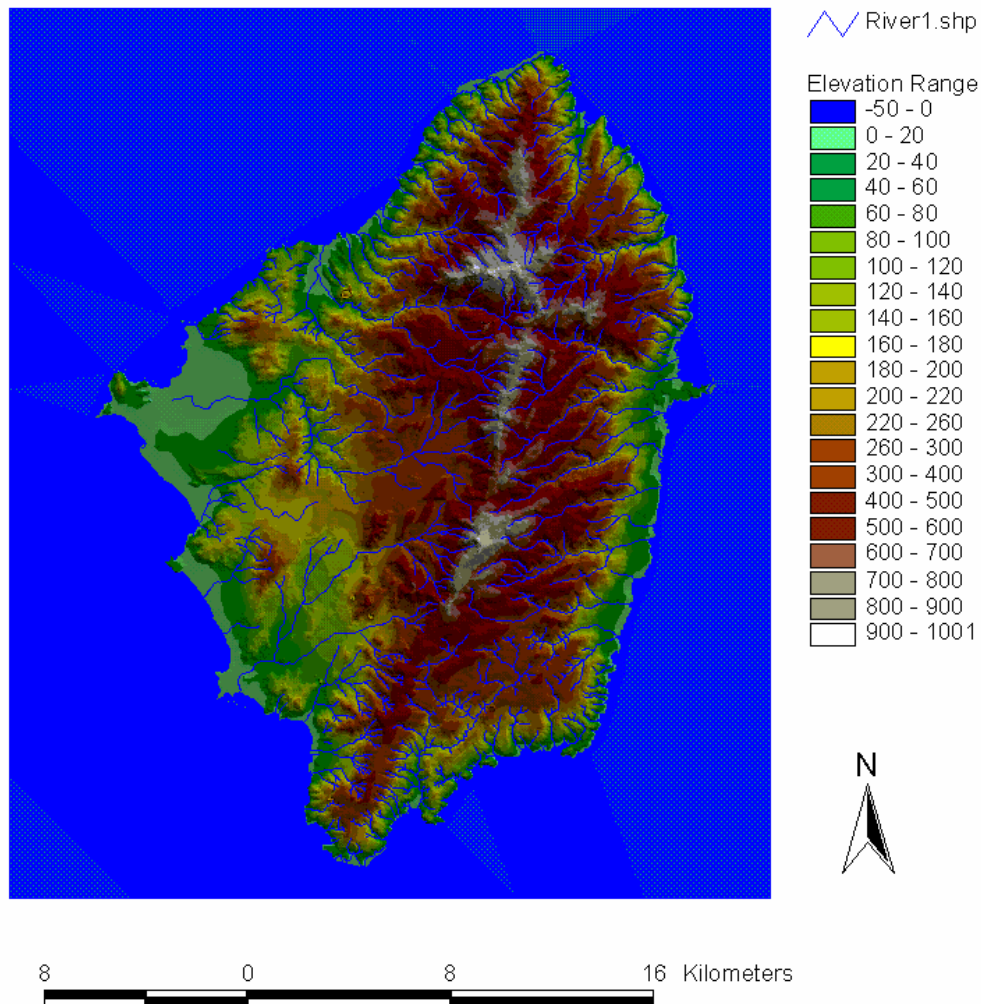 River1.shp
Elevation Range
-50 - 0
0 - 20
20 - 40
40 - 60
60 - 80
80 - 100
100 - 120
120 - 140
140 - 160
160 - 180
180 - 200
200 - 220
220 - 260
260 - 300
300 - 400
400 - 500
500 - 600
600 - 700
700 - 800
800 - 900
900 - 1001
N
8 0 8 16 Kilometers